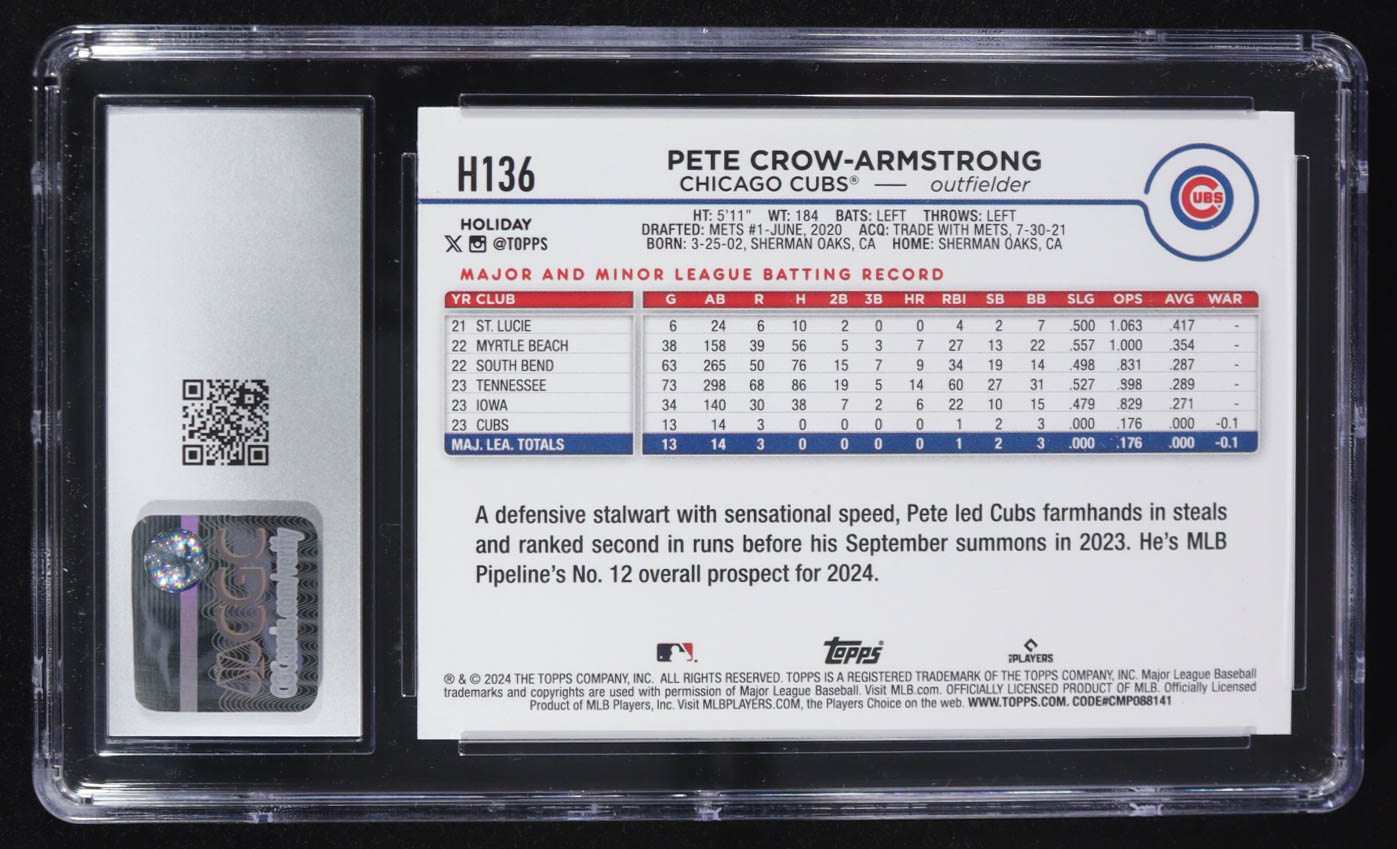 H136
PETE CROW-ARMSTRONG
CHICAGO CUBS® — outfielder
CUBS
HOLIDAY
@TOPPS
HT: 5'11" WT: 184 BATS: LEFT THROWS: LEFT
DRAFTED: METS #1-JUNE, 2020 ACQ: TRADE WITH METS, 7-30-21
BORN: 3-25-02, SHERMAN OAKS, CA HOME: SHERMAN OAKS, CA
MAJOR AND MINOR LEAGUE BATTING RECORD
YR CLUB G AB R H 2B 3B HR RBI SB BB SLG OPS AVG WAR
21 ST. LUCIE 6 24 6 10 2 0 0 4 2 7 .500 1.063 .417 -
22 MYRTLE BEACH 38 158 39 56 5 3 7 27 13 22 .557 1.000 .354 -
22 SOUTH BEND 63 265 50 76 15 7 9 34 19 14 .498 .831 .287 -
23 TENNESSEE 73 298 68 86 19 5 14 60 27 31 .527 .998 .289 -
23 IOWA 34 140 30 38 7 2 6 22 10 15 .479 .829 .271 -
23 CUBS 13 14 3 0 0 0 0 1 2 3 .000 .176 .000 -0.1
MAJ. LEA. TOTALS 13 14 3 0 0 0 0 1 2 3 .000 .176 .000 -0.1
A defensive stalwart with sensational speed, Pete led Cubs farmhands in steals
and ranked second in runs before his September summons in 2023. He's MLB
Pipeline's No. 12 overall prospect for 2024.
Topps
PLAYERS
® & © 2024 THE TOPPS COMPANY, INC. ALL RIGHTS RESERVED. TOPPS IS A REGISTERED TRADEMARK OF THE TOPPS COMPANY, INC. Major League Baseball
trademarks and copyrights are used with permission of Major League Baseball. Visit MLB.com. OFFICIALLY LICENSED PRODUCT OF MLB. Officially Licensed
Product of MLB Players, Inc. Visit MLBPLAYERS.COM, the Players Choice on the web. WWW.TOPPS.COM. CODE#CMP088141
CGC
cgccards.com/verify